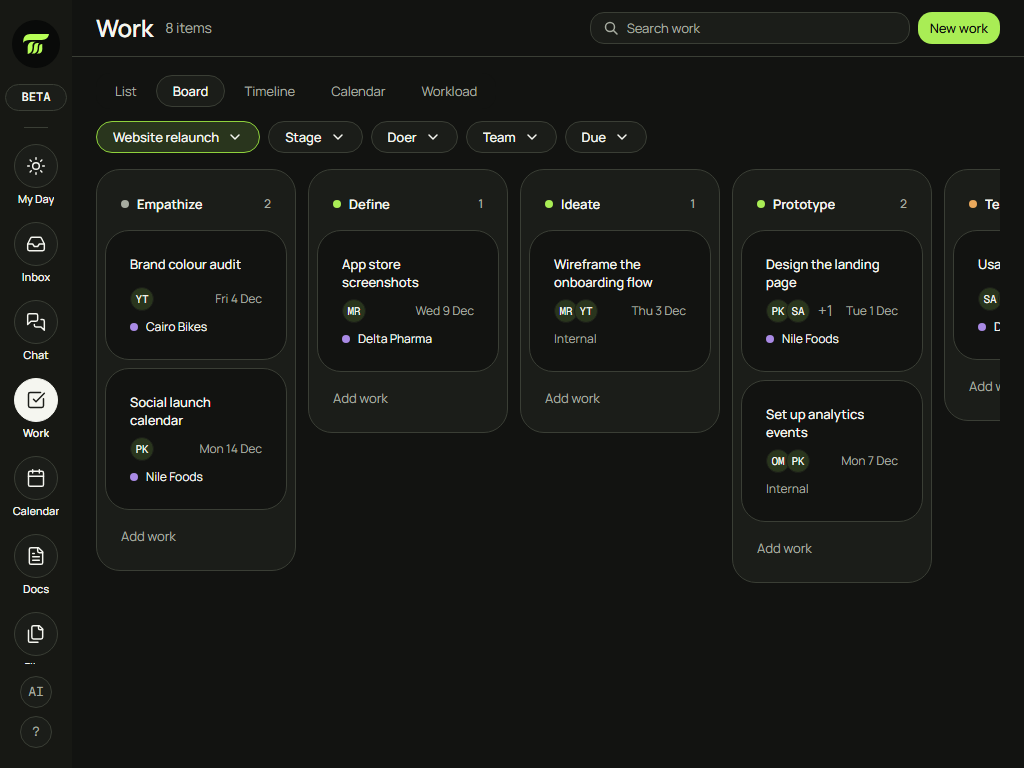 Work 8 items
Search work
New work
BETA
My Day
Inbox
Chat
Work
Calendar
Docs
AI
?
List Board Timeline Calendar Workload
Website relaunch Stage Doer Team Due
Empathize 2
Brand colour audit
YT Fri 4 Dec
Cairo Bikes
Social launch
calendar
PK Mon 14 Dec
Nile Foods
Add work
Define 1
App store
screenshots
MR Wed 9 Dec
Delta Pharma
Add work
Ideate 1
Wireframe the
onboarding flow
MR YT Thu 3 Dec
Internal
Add work
Prototype 2
Design the landing
page
PK SA +1 Tue 1 Dec
Nile Foods
Set up analytics
events
OM PK Mon 7 Dec
Internal
Add work
Te
Usa
SA
Add